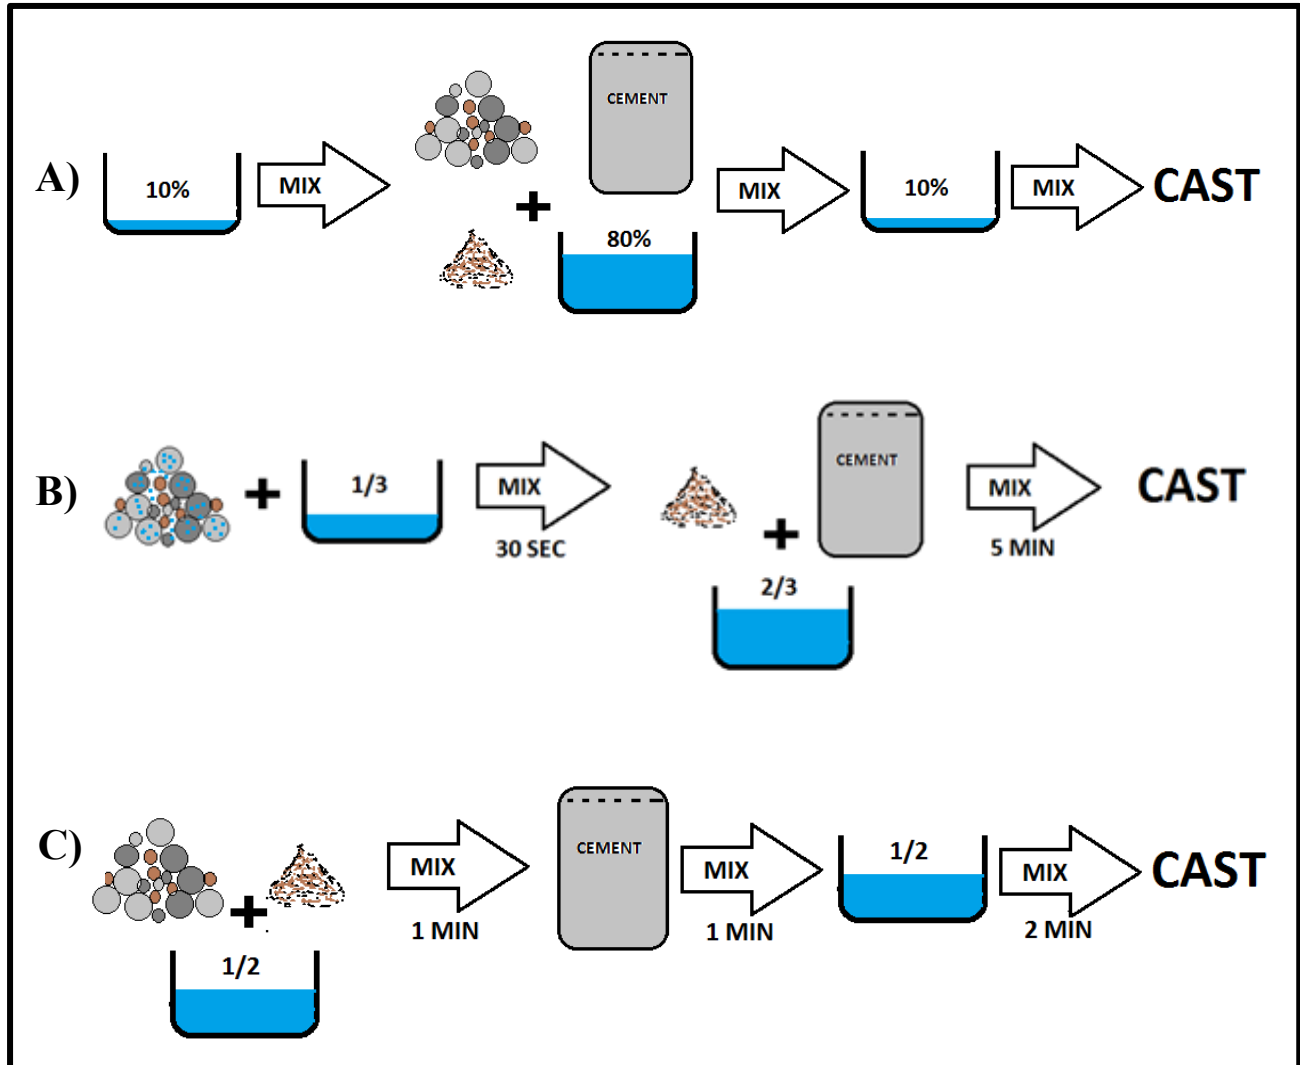 A)
10%
MIX
CEMENT
80%
MIX
10%
MIX
CAST
B)
1/3
MIX
30 SEC
CEMENT
2/3
MIX
5 MIN
CAST
C)
1/2
MIX
1 MIN
CEMENT
MIX
1 MIN
1/2
MIX
2 MIN
CAST